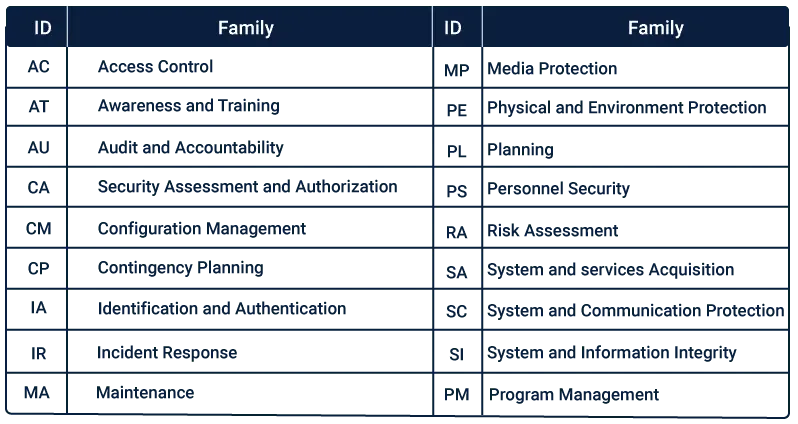 ID Family ID Family
AC Access Control MP Media Protection
AT Awareness and Training PE Physical and Environment Protection
AU Audit and Accountability PL Planning
CA Security Assessment and Authorization PS Personnel Security
CM Configuration Management RA Risk Assessment
CP Contingency Planning SA System and services Acquisition
IA Identification and Authentication SC System and Communication Protection
IR Incident Response SI System and Information Integrity
MA Maintenance PM Program Management